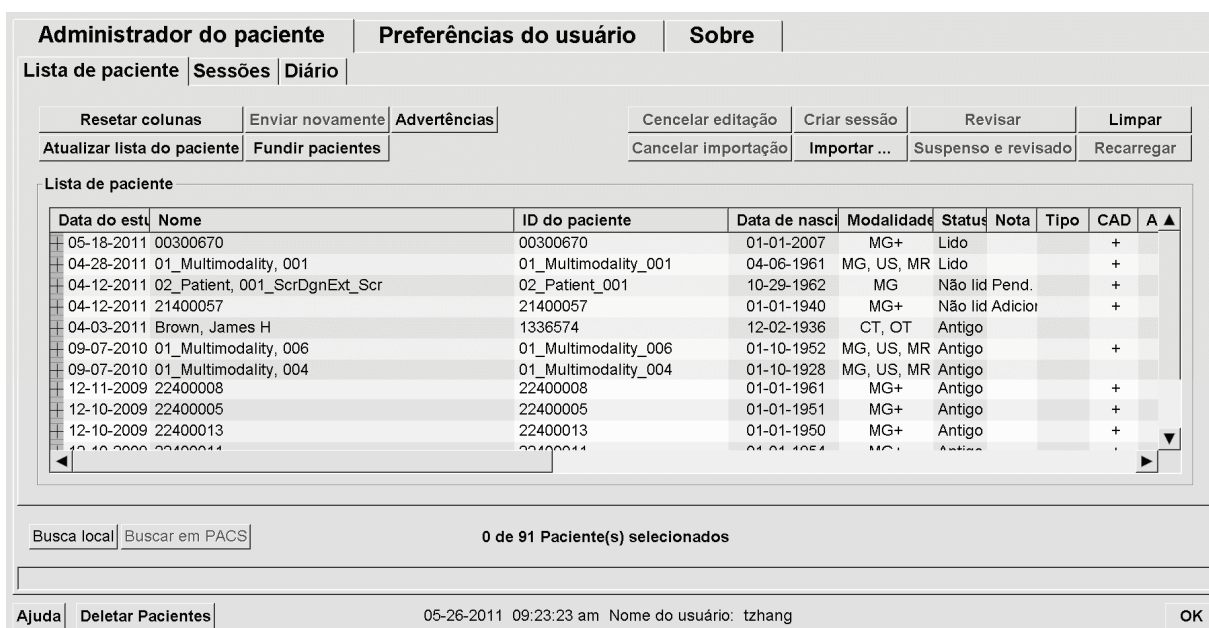 Administrador do paciente Preferências do usuário Sobre
Lista de paciente Sessões Diário
Resetar colunas Enviar novamente Advertências Cencelar editação Criar sessão Revisar Limpar
Atualizar lista do paciente Fundir pacientes Cancelar importação Importar ... Suspenso e revisado Recarregar
Lista de paciente
Data do estu Nome ID do paciente Data de nasci Modalidade Status Nota Tipo CAD A
05-18-2011 00300670 00300670 01-01-2007 MG+ Lido +
04-28-2011 01_Multimodality, 001 01_Multimodality_001 04-06-1961 MG, US, MR Lido +
04-12-2011 02_Patient, 001_ScrDgnExt_Scr 02_Patient_001 10-29-1962 MG Não lid Pend. +
04-12-2011 21400057 21400057 01-01-1940 MG+ Não lid Adicion +
04-03-2011 Brown, James H 1336574 12-02-1936 CT, OT Antigo
09-07-2010 01_Multimodality, 006 01_Multimodality_006 01-10-1952 MG, US, MR Antigo +
09-07-2010 01_Multimodality, 004 01_Multimodality_004 01-10-1928 MG, US, MR Antigo
12-11-2009 22400008 22400008 01-01-1961 MG+ Antigo +
12-10-2009 22400005 22400005 01-01-1951 MG+ Antigo +
12-10-2009 22400013 22400013 01-01-1950 MG+ Antigo +
Busca local Buscar em PACS 0 de 91 Paciente(s) selecionados
Ajuda Deletar Pacientes 05-26-2011 09:23:23 am Nome do usuário: tzhang OK